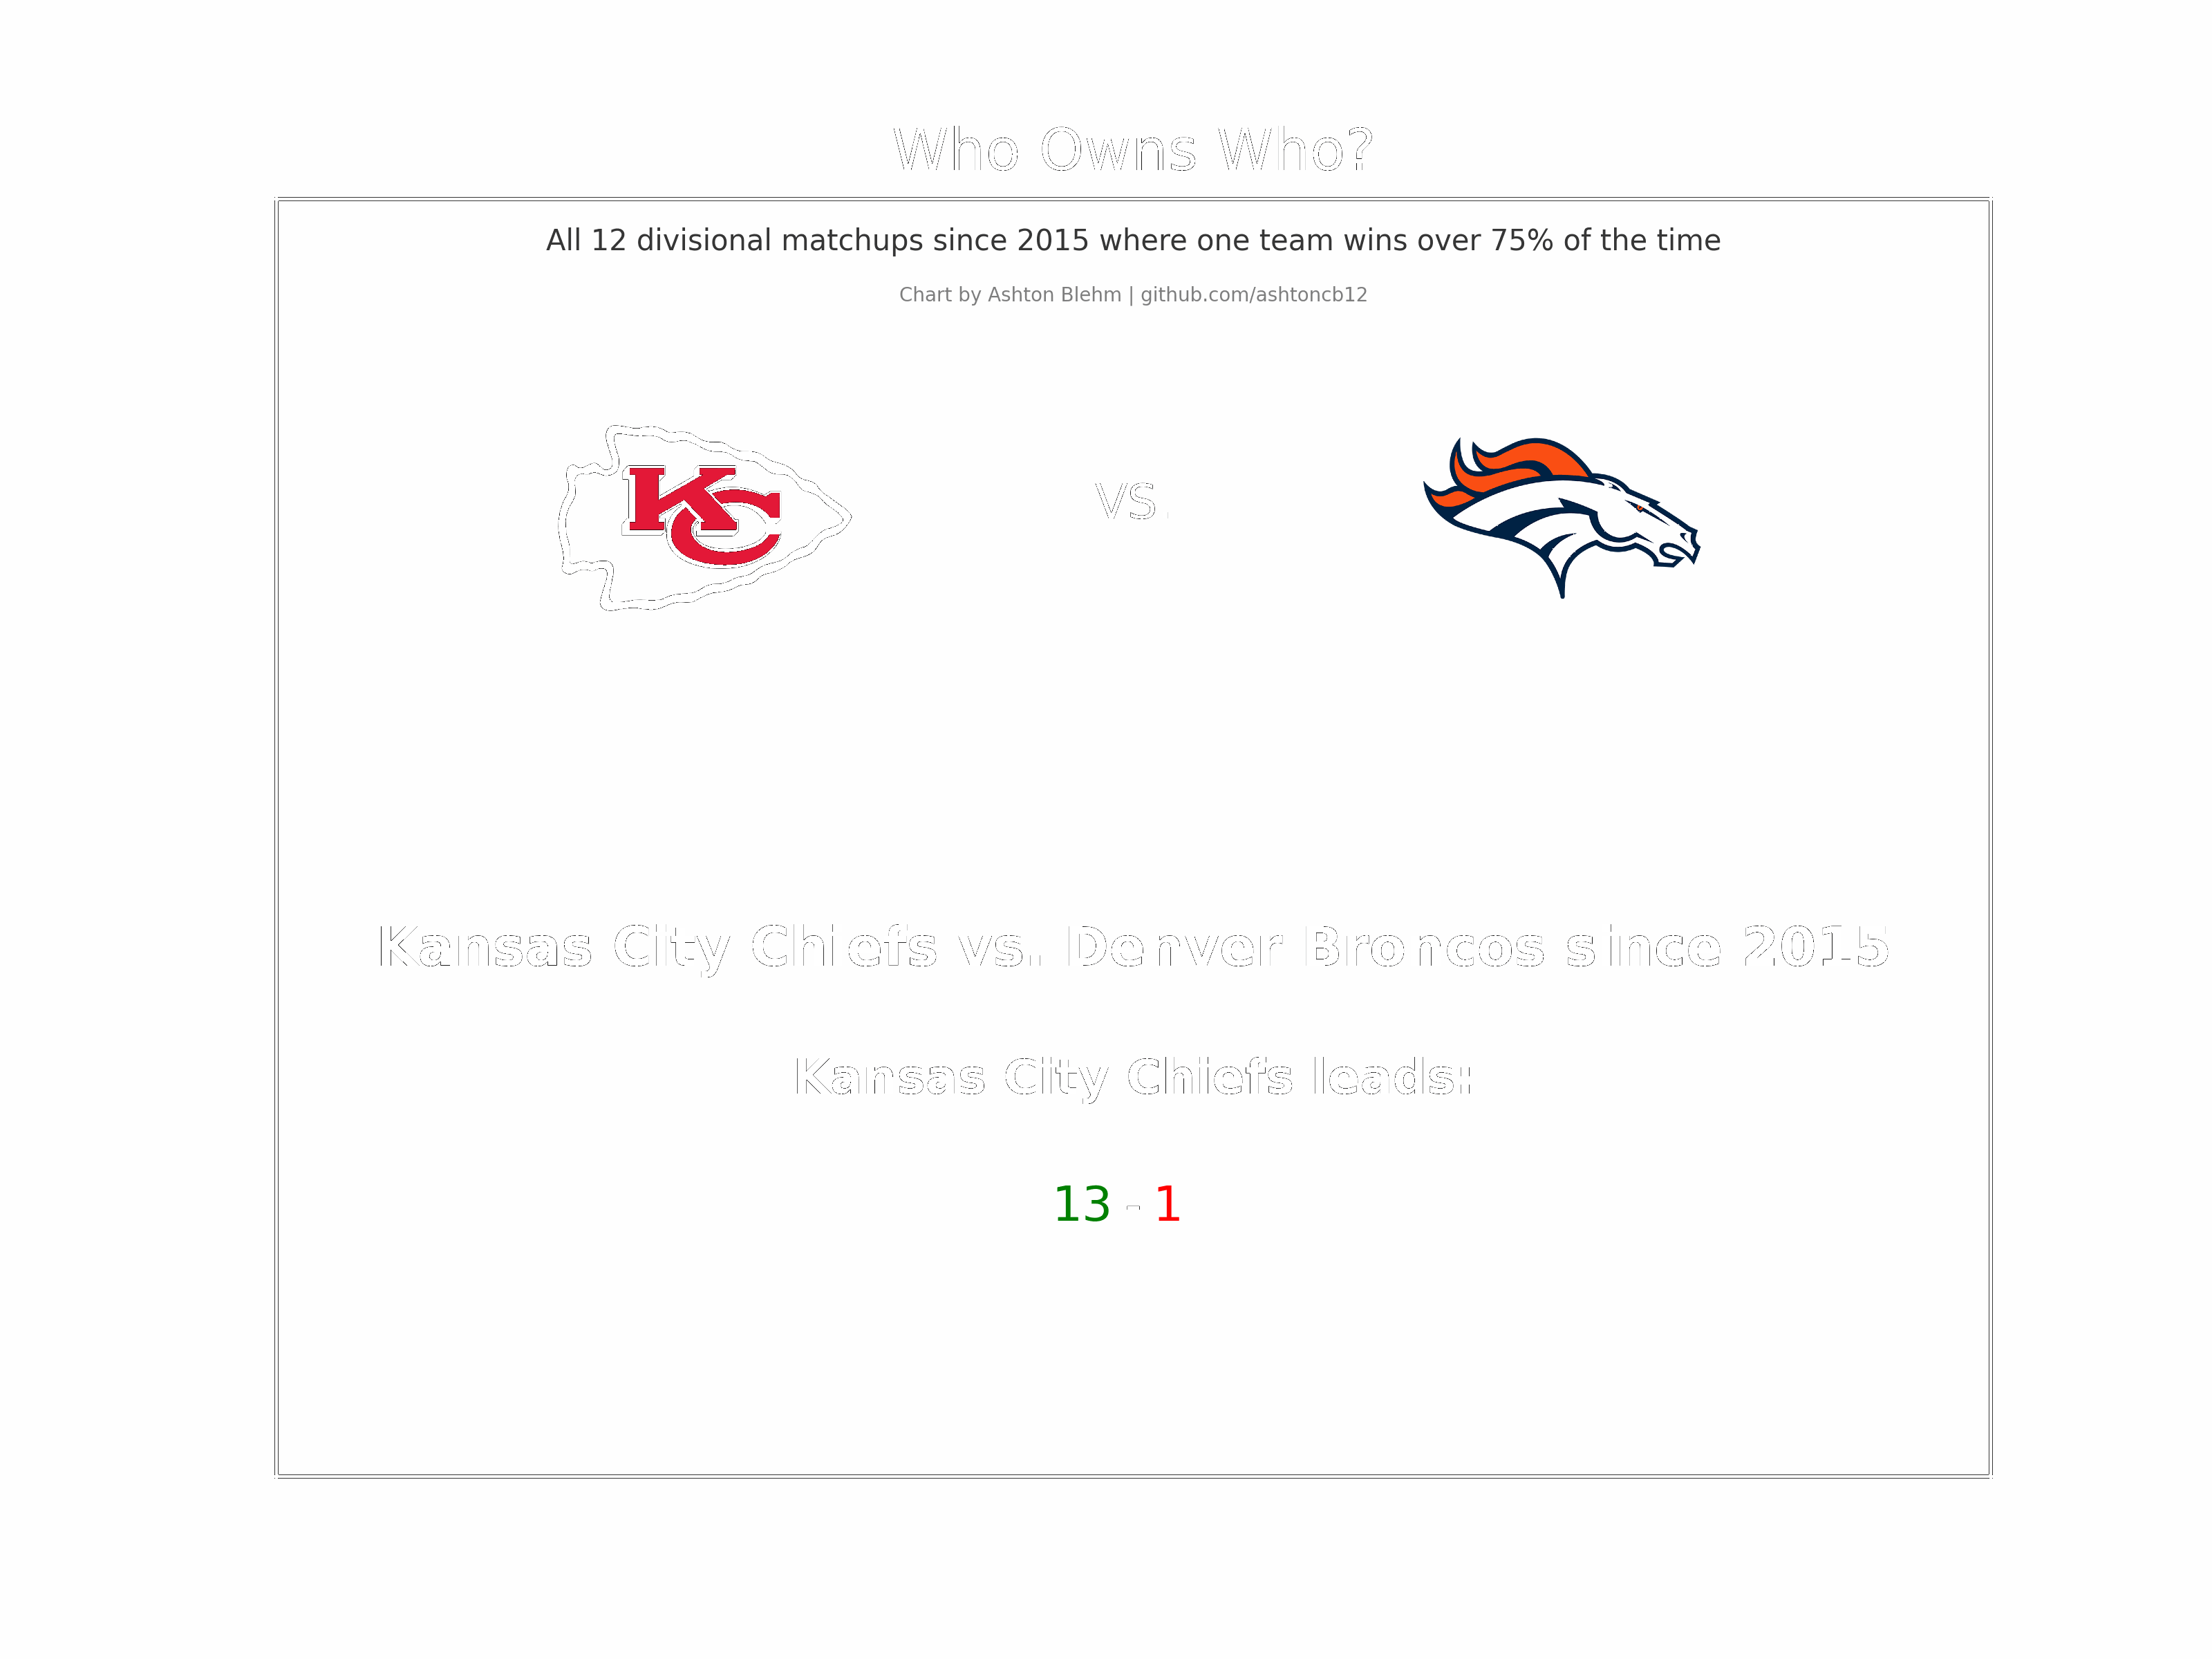 Who Owns Who?
All 12 divisional matchups since 2015 where one team wins over 75% of the time
Chart by Ashton Blehm | github.com/ashtoncb12
KC
vs.
Kansas City Chiefs vs. Denver Broncos since 2015
Kansas City Chiefs leads:
13 - 1